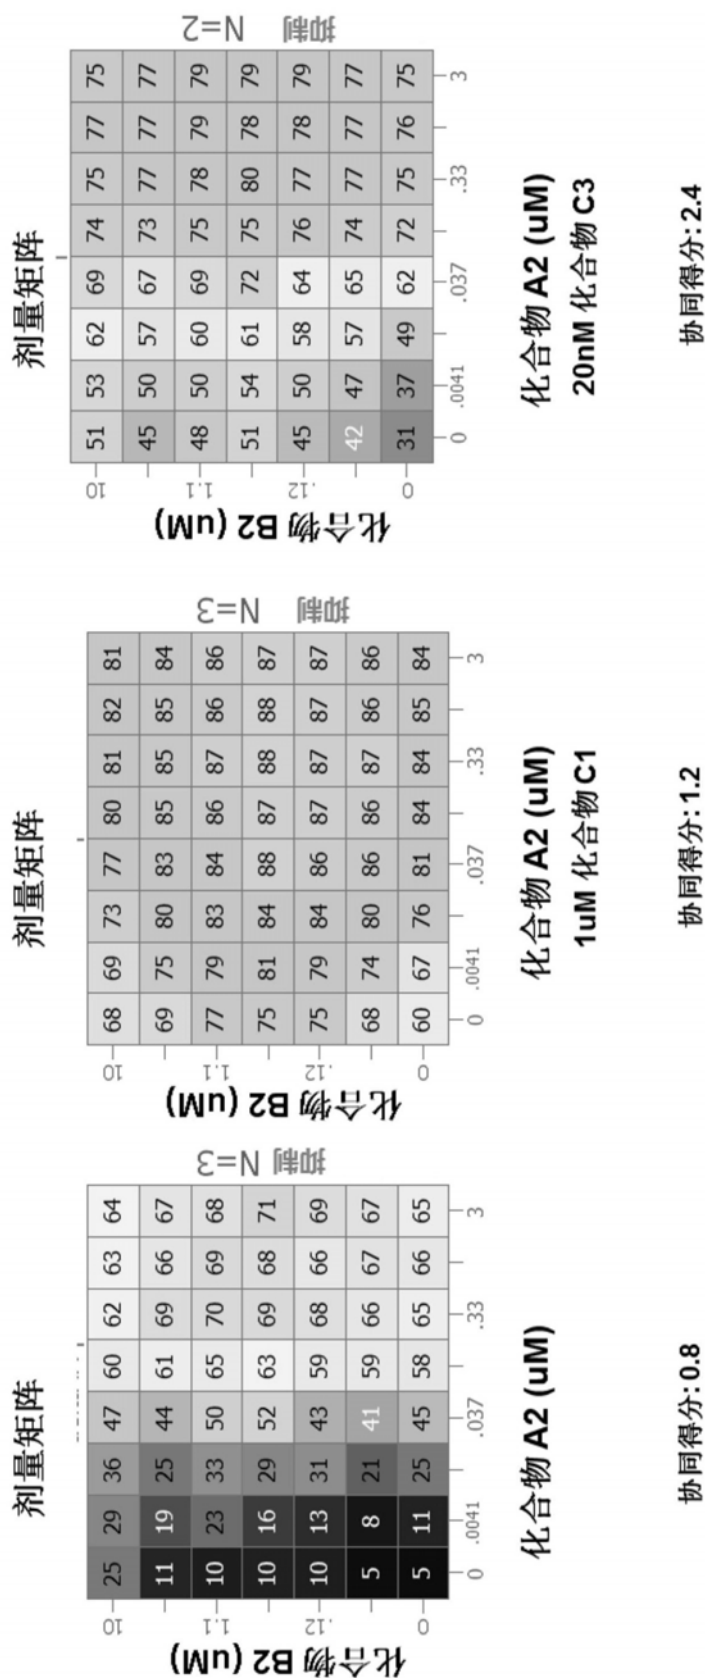 剂量矩阵
化合物 B2 (uM)
10 25 29 36 47 60 62 63 64
11 19 25 44 61 69 66 67
1.1 10 23 33 50 65 70 69 68
10 16 29 52 63 69 68 71
.12 10 13 31 43 59 68 66 69
5 8 21 41 59 66 67 67
0 5 11 25 45 58 65 66 65
0 .0041 .037 .33 3
抑制 N=3
化合物 A2 (uM)
协同得分: 0.8
剂量矩阵
化合物 B2 (uM)
10 68 69 73 77 80 81 82 81
69 75 80 83 85 85 85 84
1.1 77 79 83 84 86 87 86 86
75 81 84 88 87 88 88 87
.12 75 79 84 86 87 87 87 87
68 74 80 86 86 87 86 86
0 60 67 76 81 84 84 85 84
0 .0041 .037 .33 3
抑制 N=3
化合物 A2 (uM)
1uM 化合物 C1
协同得分: 1.2
剂量矩阵
化合物 B2 (uM)
10 51 53 62 69 74 75 77 75
45 50 57 67 73 77 77 77
1.1 48 50 60 69 75 78 79 79
51 54 61 72 75 80 78 79
.12 45 50 58 64 76 77 78 79
42 47 57 65 74 77 77 77
0 31 37 49 62 72 75 76 75
0 .0041 .037 .33 3
抑制 N=2
化合物 A2 (uM)
20nM 化合物 C3
协同得分: 2.4